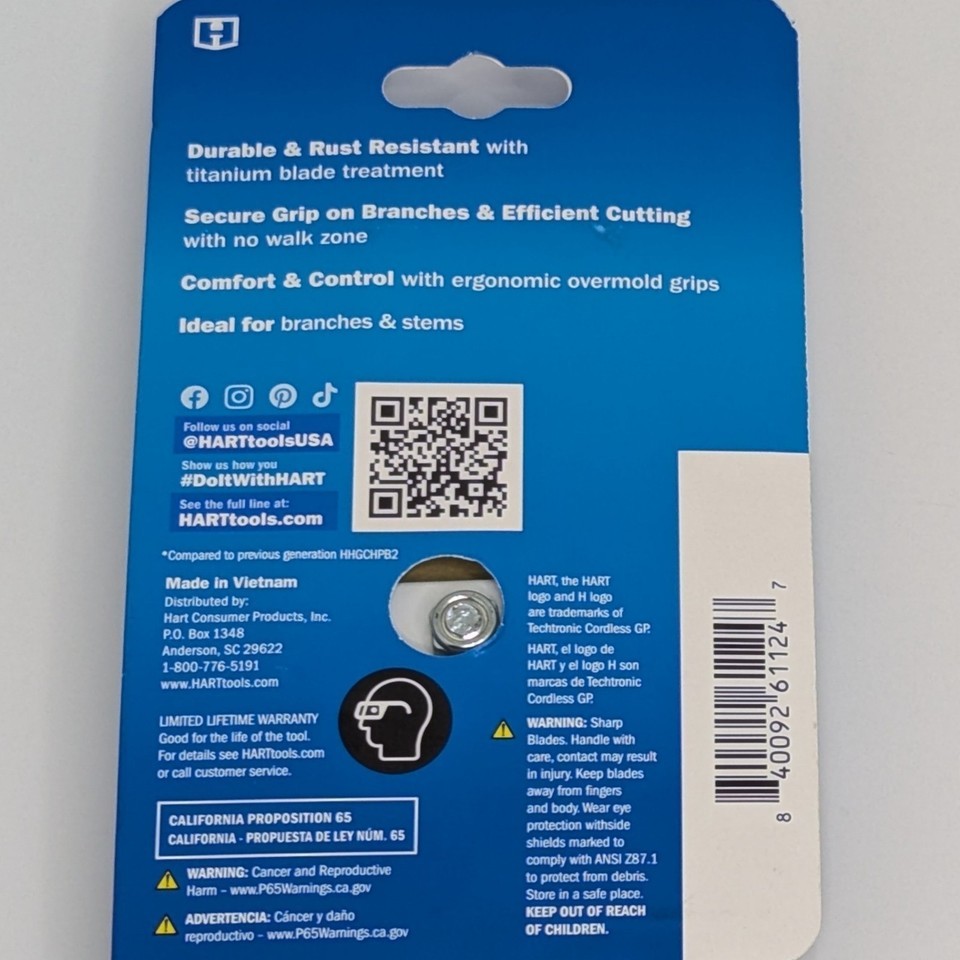 Durable & Rust Resistant with
titanium blade treatment
Secure Grip on Branches & Efficient Cutting
with no walk zone
Comfort & Control with ergonomic overmold grips
Ideal for branches & stems
Follow us on social
@HARTtoolsUSA
Show us how you
#DoItWithHART
See the full line at:
HARTtools.com
*Compared to previous generation HHGCHPB2
Made in Vietnam
Distributed by:
Hart Consumer Products, Inc.
P.O. Box 1348
Anderson, SC 29622
1-800-776-5191
www.HARTtools.com
LIMITED LIFETIME WARRANTY
Good for the life of the tool.
For details see HARTtools.com
or call customer service.
CALIFORNIA PROPOSITION 65
CALIFORNIA - PROPUESTA DE LEY NÚM. 65
WARNING: Cancer and Reproductive
Harm – www.P65Warnings.ca.gov
ADVERTENCIA: Cáncer y daño
reproductivo – www.P65Warnings.ca.gov
HART, the HART
logo and H logo
are trademarks of
Techtronic Cordless GP.
HART, el logo de
HART y el logo H son
marcas de Techtronic
Cordless GP.
WARNING: Sharp
Blades. Handle with
care, contact may result
in injury. Keep blades
away from fingers
and body. Wear eye
protection withside
shields marked to
comply with ANSI Z87.1
to protect from debris.
Store in a safe place.
KEEP OUT OF REACH
OF CHILDREN.
8 40092 61124 7